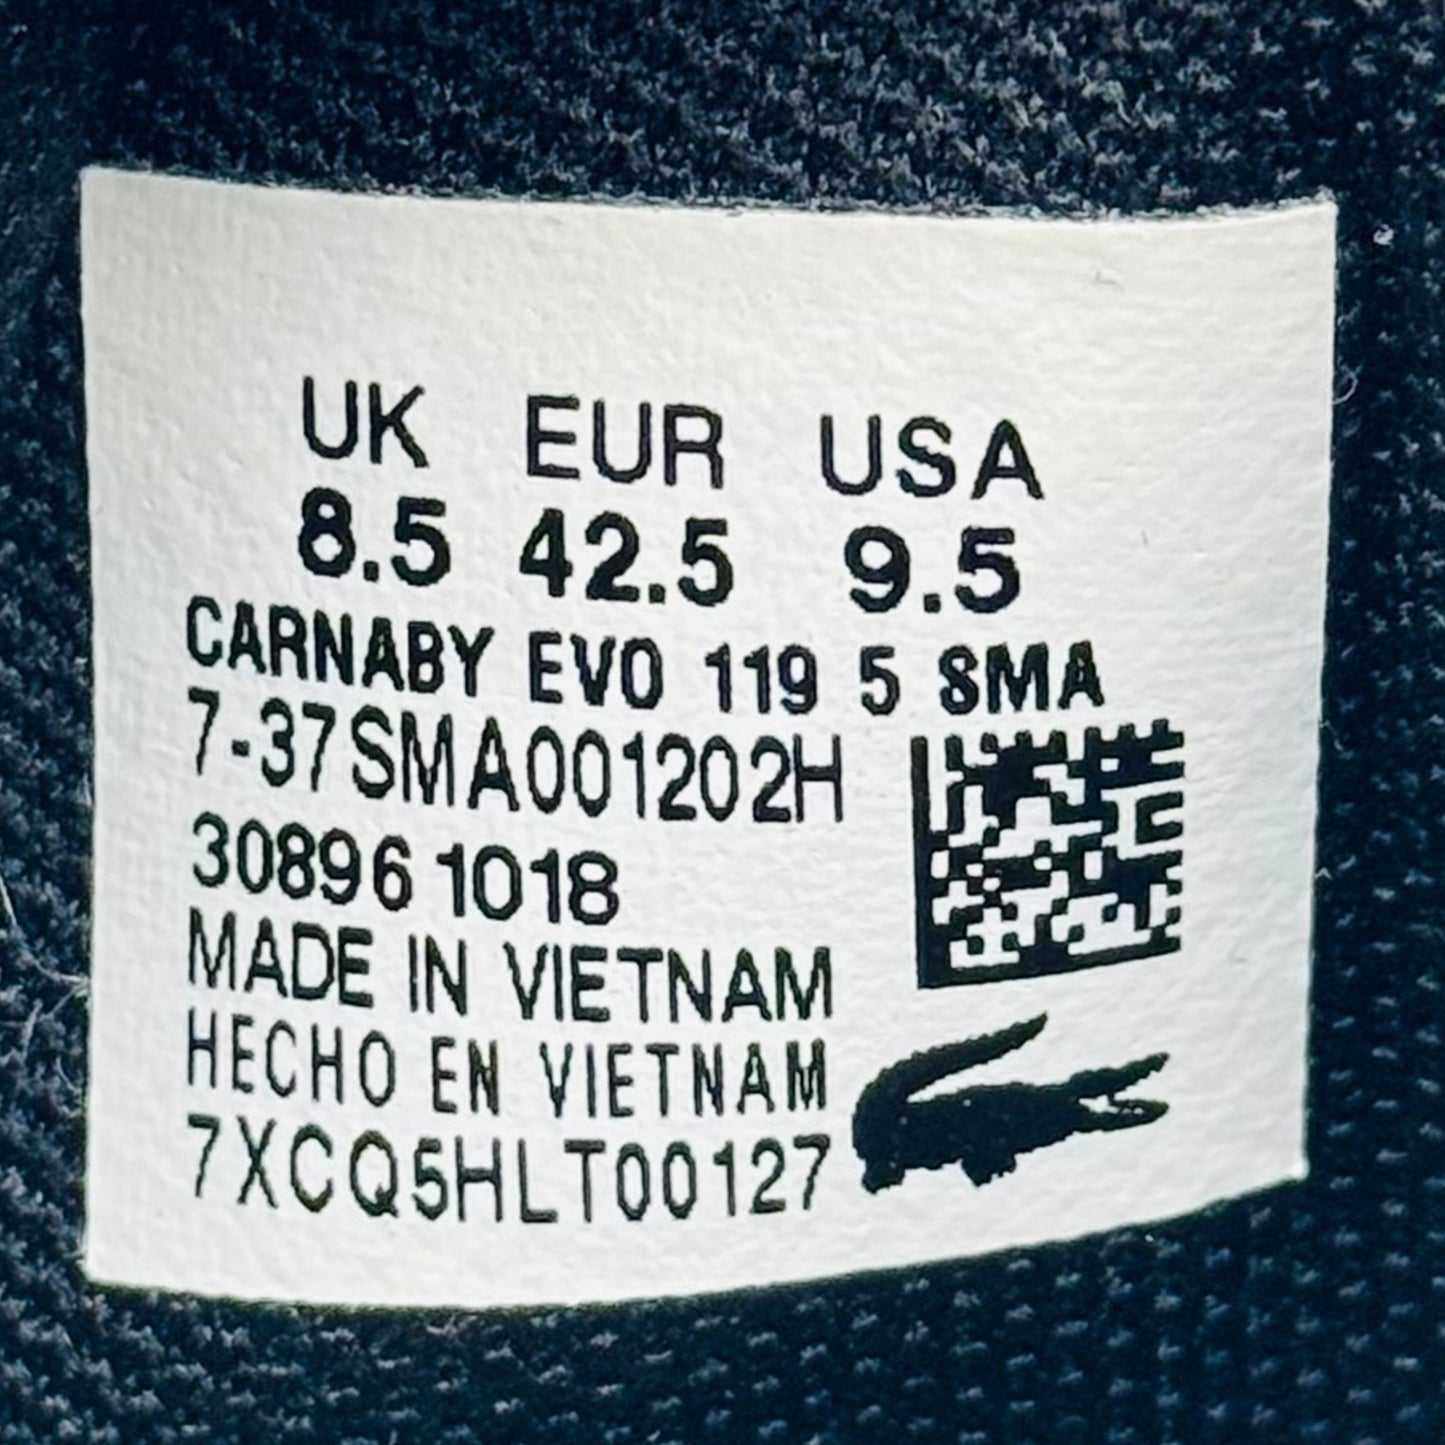 UK EUR USA
8.5 42.5 9.5
CARNABY EVO 119 5 SMA
7-37SMA001202H
30896 1018
MADE IN VIETNAM
HECHO EN VIETNAM
7XCQ5HLT00127